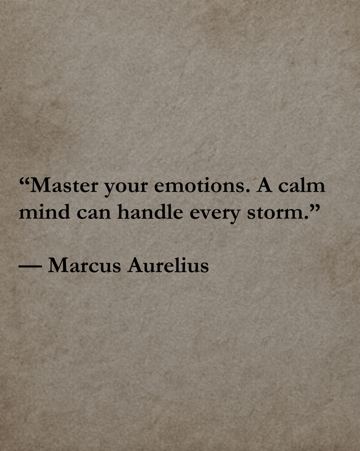 “Master your emotions. A calm
mind can handle every storm.”
— Marcus Aurelius